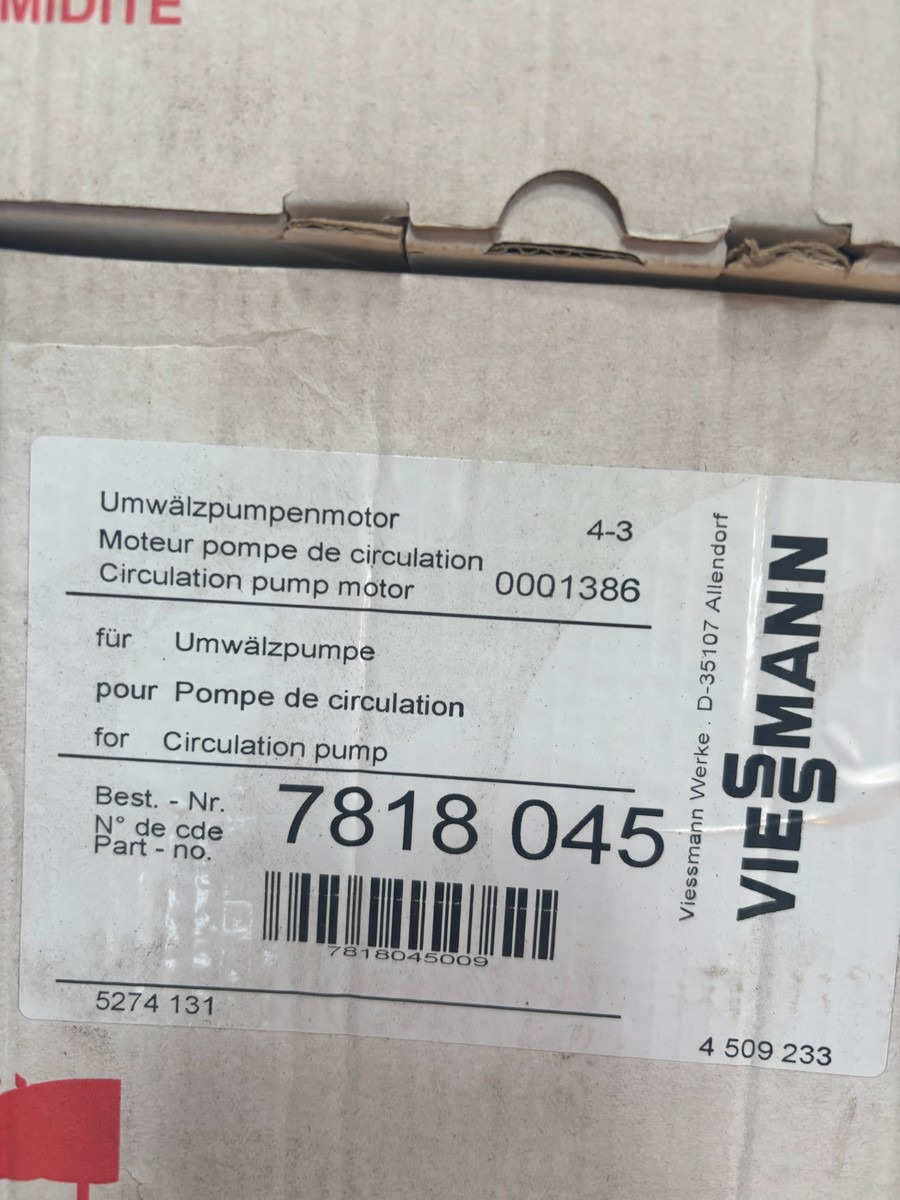 MIDITE
Umwälzpumpenmotor
4-3
Moteur pompe de circulation
Circulation pump motor
0001386
für Umwälzpumpe
pour Pompe de circulation
for Circulation pump
Best. - Nr.
N° de cde
Part - no.
7818 045
7818045009
5274 131
4 509 233
Viessmann Werke · D-35107 Allendorf
VIESSMANN